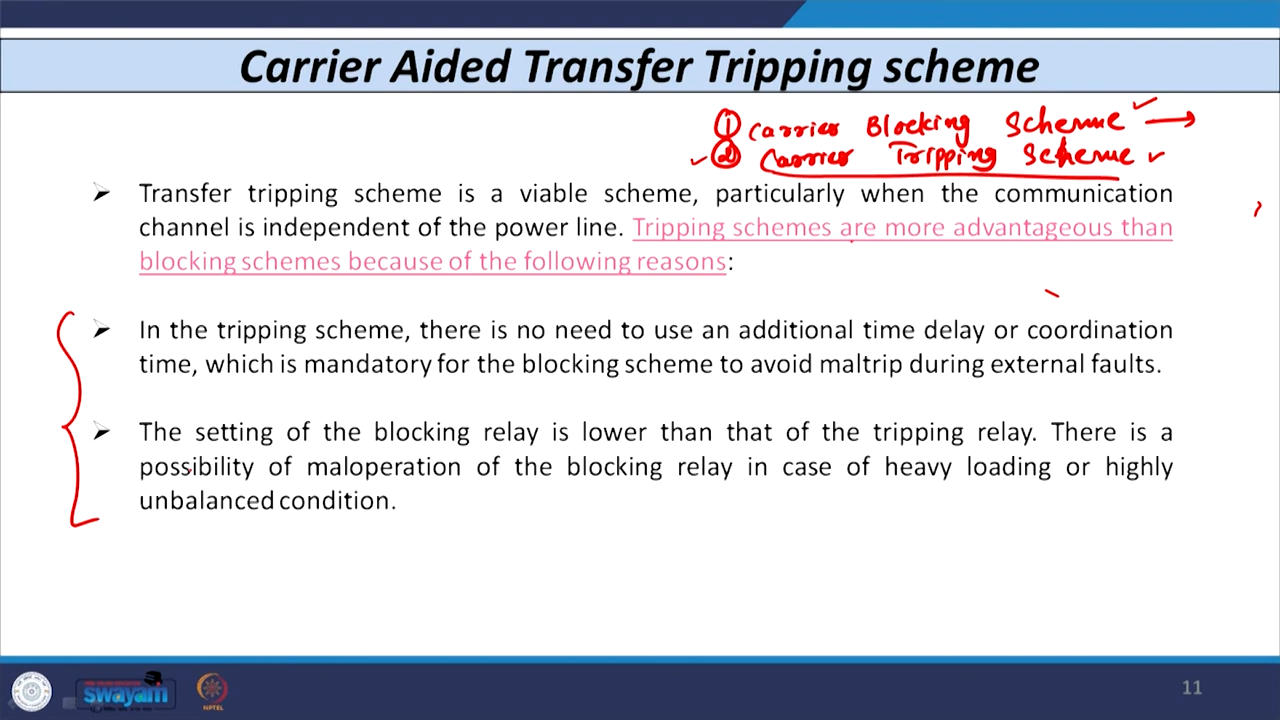 Carrier Aided Transfer Tripping scheme
① Carrier Blocking Scheme
② Carrier Tripping Scheme
Transfer tripping scheme is a viable scheme, particularly when the communication
channel is independent of the power line. Tripping schemes are more advantageous than
blocking schemes because of the following reasons:
In the tripping scheme, there is no need to use an additional time delay or coordination
time, which is mandatory for the blocking scheme to avoid maltrip during external faults.
The setting of the blocking relay is lower than that of the tripping relay. There is a
possibility of maloperation of the blocking relay in case of heavy loading or highly
unbalanced condition.
swayam
NPTEL
11